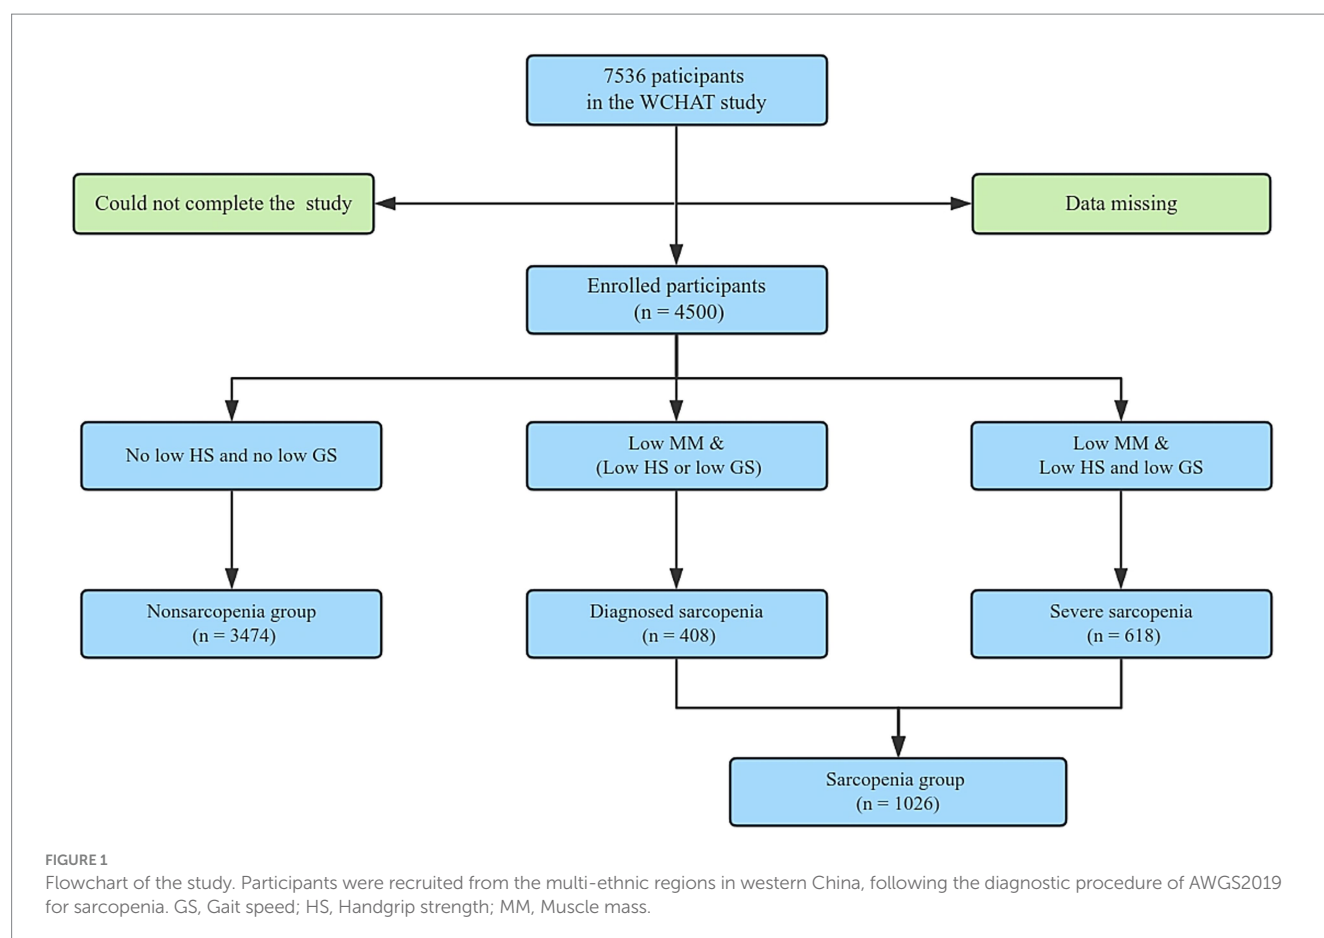 7536 paticipants
in the WCHAT study
Could not complete the study
Data missing
Enrolled participants
(n = 4500)
No low HS and no low GS
Low MM &
(Low HS or low GS)
Low MM &
Low HS and low GS
Nonsarcopenia group
(n = 3474)
Diagnosed sarcopenia
(n = 408)
Severe sarcopenia
(n = 618)
Sarcopenia group
(n = 1026)
FIGURE 1
Flowchart of the study. Participants were recruited from the multi-ethnic regions in western China, following the diagnostic procedure of AWGS2019
for sarcopenia. GS, Gait speed; HS, Handgrip strength; MM, Muscle mass.